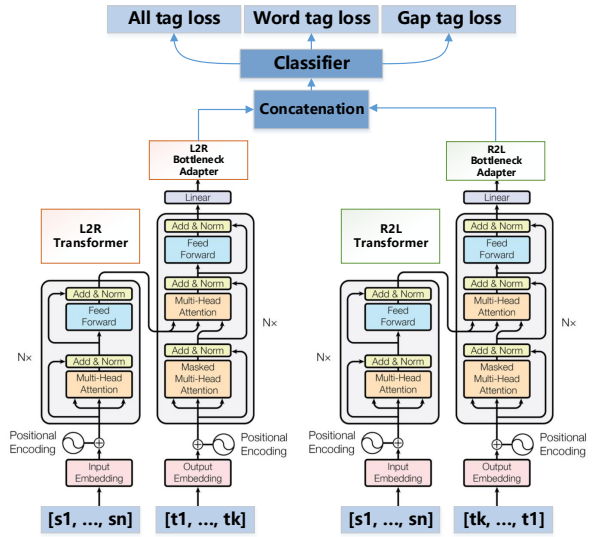 All tag loss
Word tag loss
Gap tag loss
Classifier
Concatenation
L2R
Bottleneck
Adapter
R2L
Bottleneck
Adapter
Linear
Linear
L2R
Transformer
Add & Norm
Feed
Forward
R2L
Transformer
Add & Norm
Feed
Forward
Add & Norm
Feed
Forward
Add & Norm
Multi-Head
Attention
Add & Norm
Feed
Forward
Add & Norm
Multi-Head
Attention
N×
N×
N×
Add & Norm
Multi-Head
Attention
Add & Norm
Masked
Multi-Head
Attention
N×
Add & Norm
Multi-Head
Attention
Add & Norm
Masked
Multi-Head
Attention
Positional
Encoding
Positional
Encoding
Positional
Encoding
Positional
Encoding
Input
Embedding
Output
Embedding
Input
Embedding
Output
Embedding
[s1, ..., sn]
[t1, ..., tk]
[s1, ..., sn]
[tk, ..., t1]